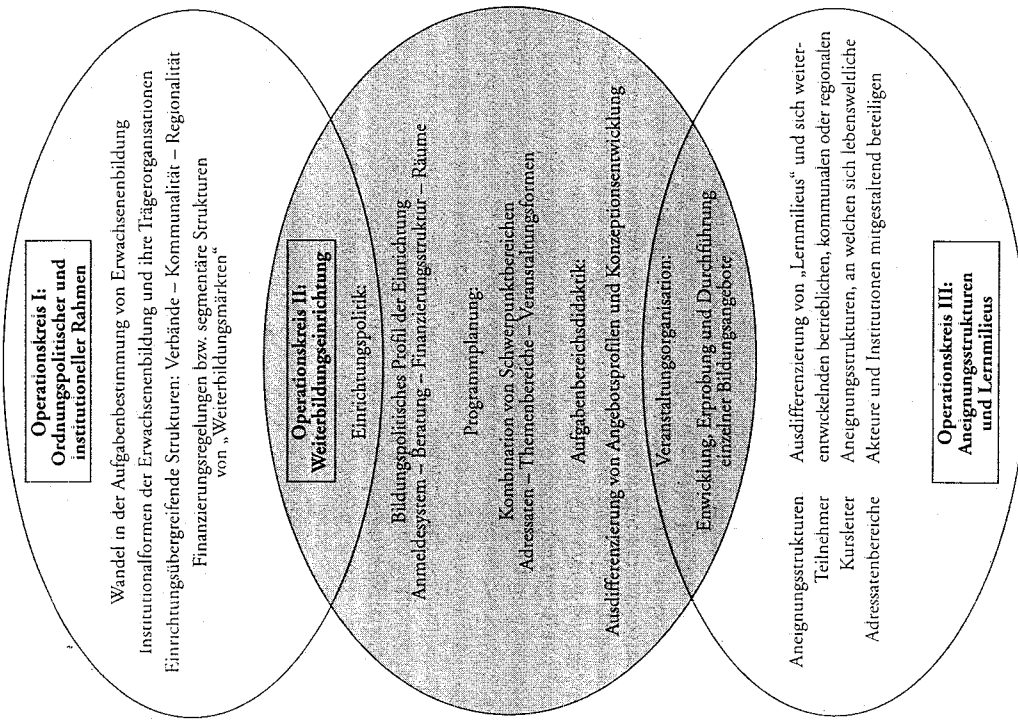 Operationskreis I:
Ordnungspolitischer und
institutioneller Rahmen
Wandel in der Aufgabenbestimmung von Erwachsenenbildung
Institutionalformen der Erwachsenenbildung und ihre Trägerorganisationen
Einrichtungsübergreifende Strukturen: Verbände – Kommunalität – Regionalität
Finanzierungsregelungen bzw. segmentäre Strukturen
von „Weiterbildungsmärkten“
Operationskreis II:
Weiterbildungseinrichtung
Einrichtungspolitik:
Bildungspolitisches Profil der Einrichtung
Anmeldesystem – Beratung – Finanzierungsstruktur – Räume
Programmplanung:
Kombination von Schwerpunktbereichen
Adressaten – Themenbereiche – Veranstaltungsformen
Aufgabenbereichsdidaktik:
Ausdifferenzierung von Angebotsprofilen und Konzeptionsentwicklung
Veranstaltungsorganisation:
Enwicklung, Erprobung und Durchführung
einzelner Bildungsangebote
Aneignungsstrukturen
Teilnehmer
Kursleiter
Adressatenbereiche
Ausdifferenzierung von „Lernmilieus“ und sich weiter-
entwickelnden betrieblichen, kommunalen oder regionalen
Aneignungsstrukturen, an welchen sich lebensweltliche
Akteure und Institutionen mitgestaltend beteiligen
Operationskreis III:
Aneignungsstrukturen
und Lernmilieus